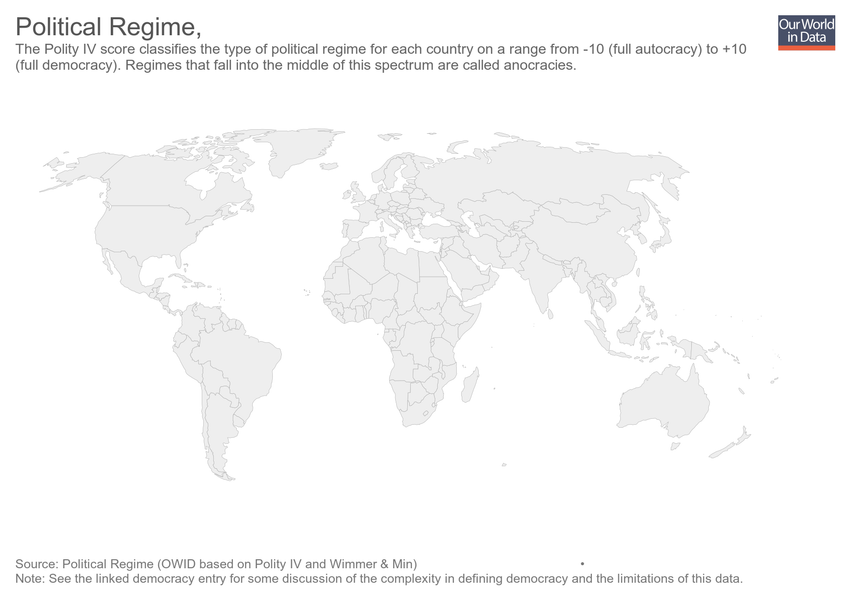 Political Regime,
Our World
in Data
The Polity IV score classifies the type of political regime for each country on a range from -10 (full autocracy) to +10
(full democracy). Regimes that fall into the middle of this spectrum are called anocracies.
Source: Political Regime (OWID based on Polity IV and Wimmer & Min)
•
Note: See the linked democracy entry for some discussion of the complexity in defining democracy and the limitations of this data.